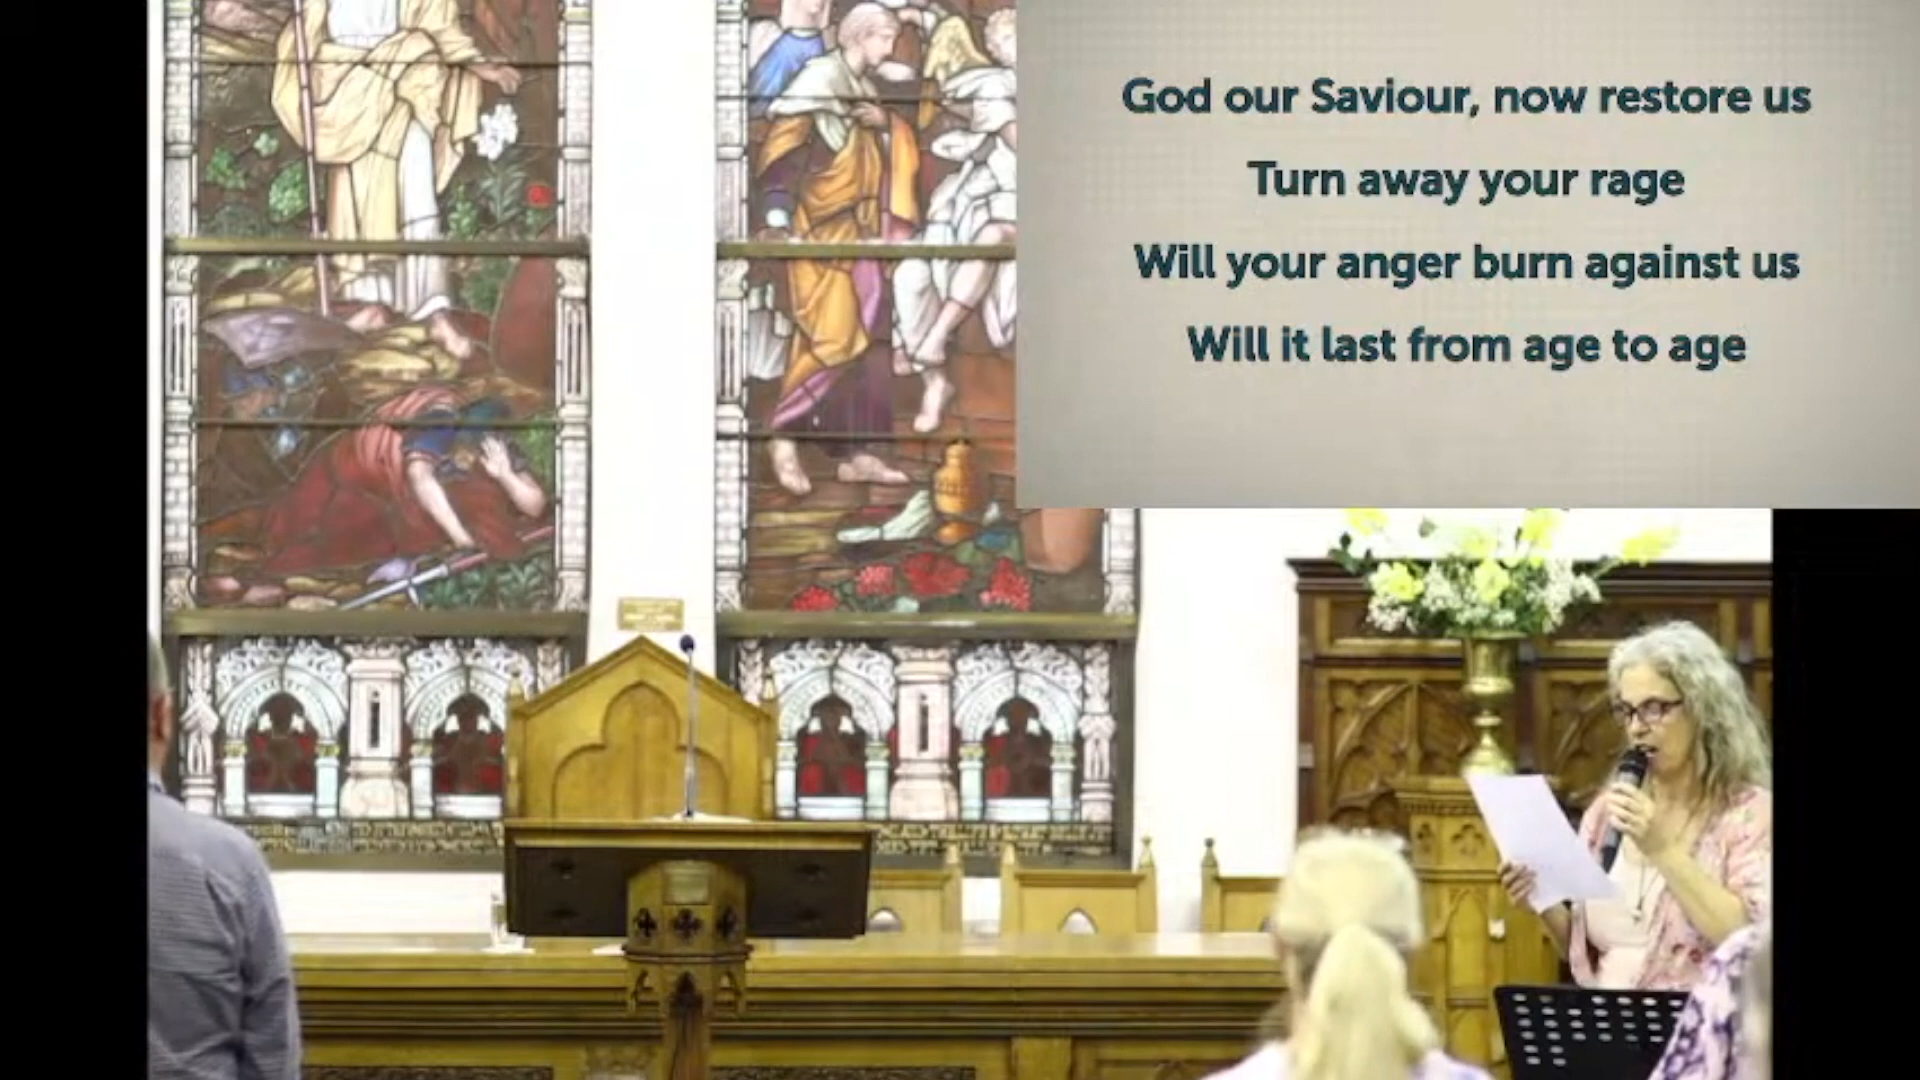 God our Saviour, now restore us
Turn away your rage
Will your anger burn against us
Will it last from age to age